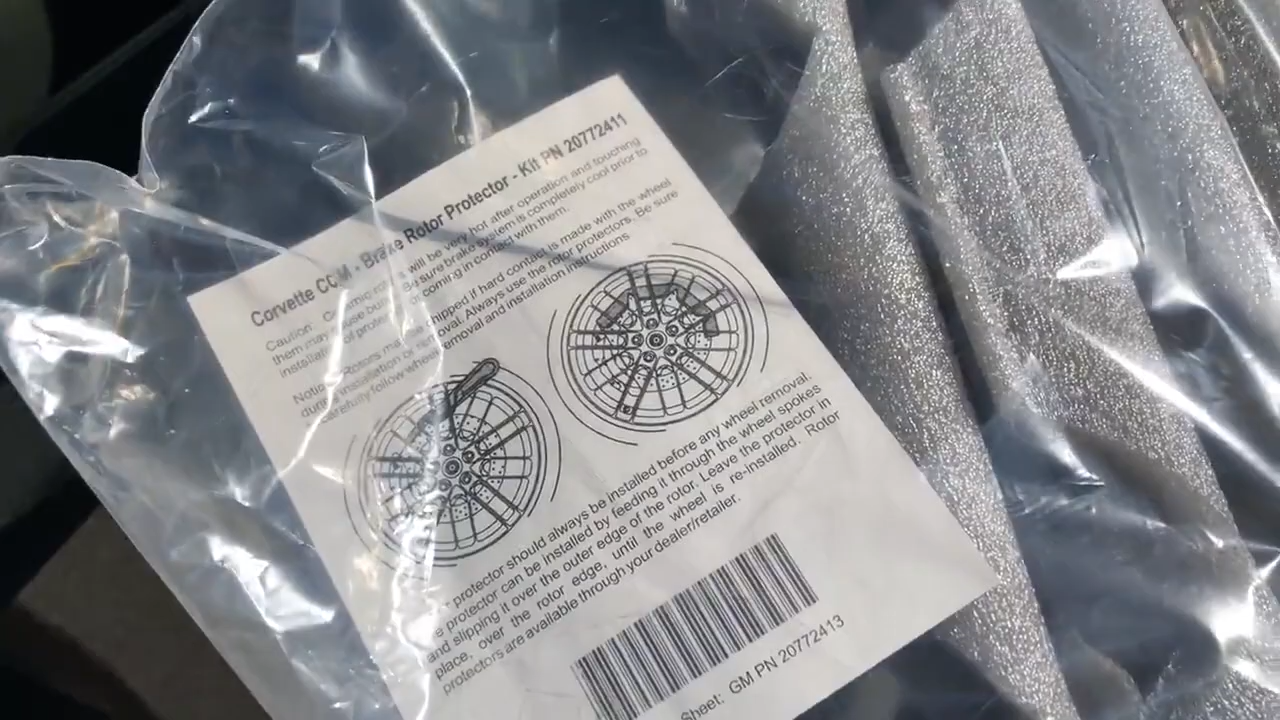 Corvette CCM - Brake Rotor Protector - Kit PN 20772411
Caution: Ceramic will be very hot after operation and touching
them may cause burns. Be sure brake system is completely cool prior to
installation of protector or coming in contact with them.
Notice: Rotors may be chipped if hard contact is made with the wheel
during installation or removal. Always use the rotor protectors. Be sure
carefully follow wheel removal and installation instructions
protector should always be installed before any wheel removal.
protector can be installed by feeding it through the wheel spokes
and slipping it over the outer edge of the rotor. Leave the protector in
place, over the rotor edge, until the wheel is re-installed. Rotor
protectors are available through your dealer/retailer.
Sheet: GM PN 20772413